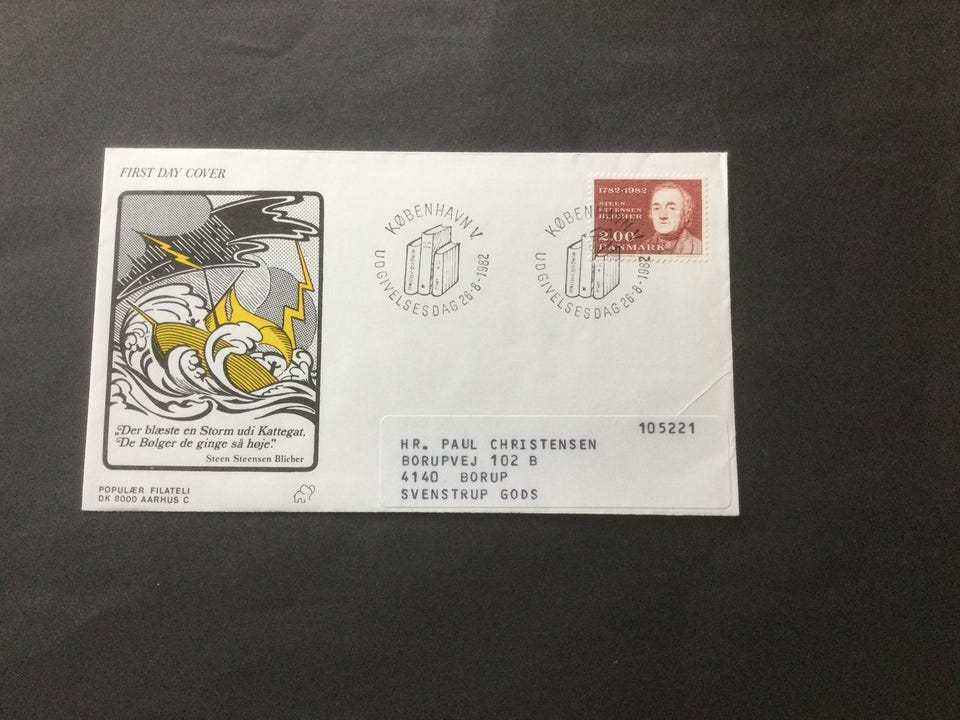 FIRST DAY COVER
„Der blæste en Storm udi Kattegat,
De Bølger de ginge så høje.”
Steen Steensen Blicher
POPULÆR FILATELI
DK 8000 AARHUS C
KØBENHAVN V.
UDGIVELSESDAG 26-8-1982
KØBEN
UDGIVELSESDAG 26-8-1982
1782-1982
STEEN
STEENSEN
BLICHER
2.00
DANMARK
105221
HR. PAUL CHRISTENSEN
BORUPVEJ 102 B
4140 BORUP
SVENSTRUP GODS